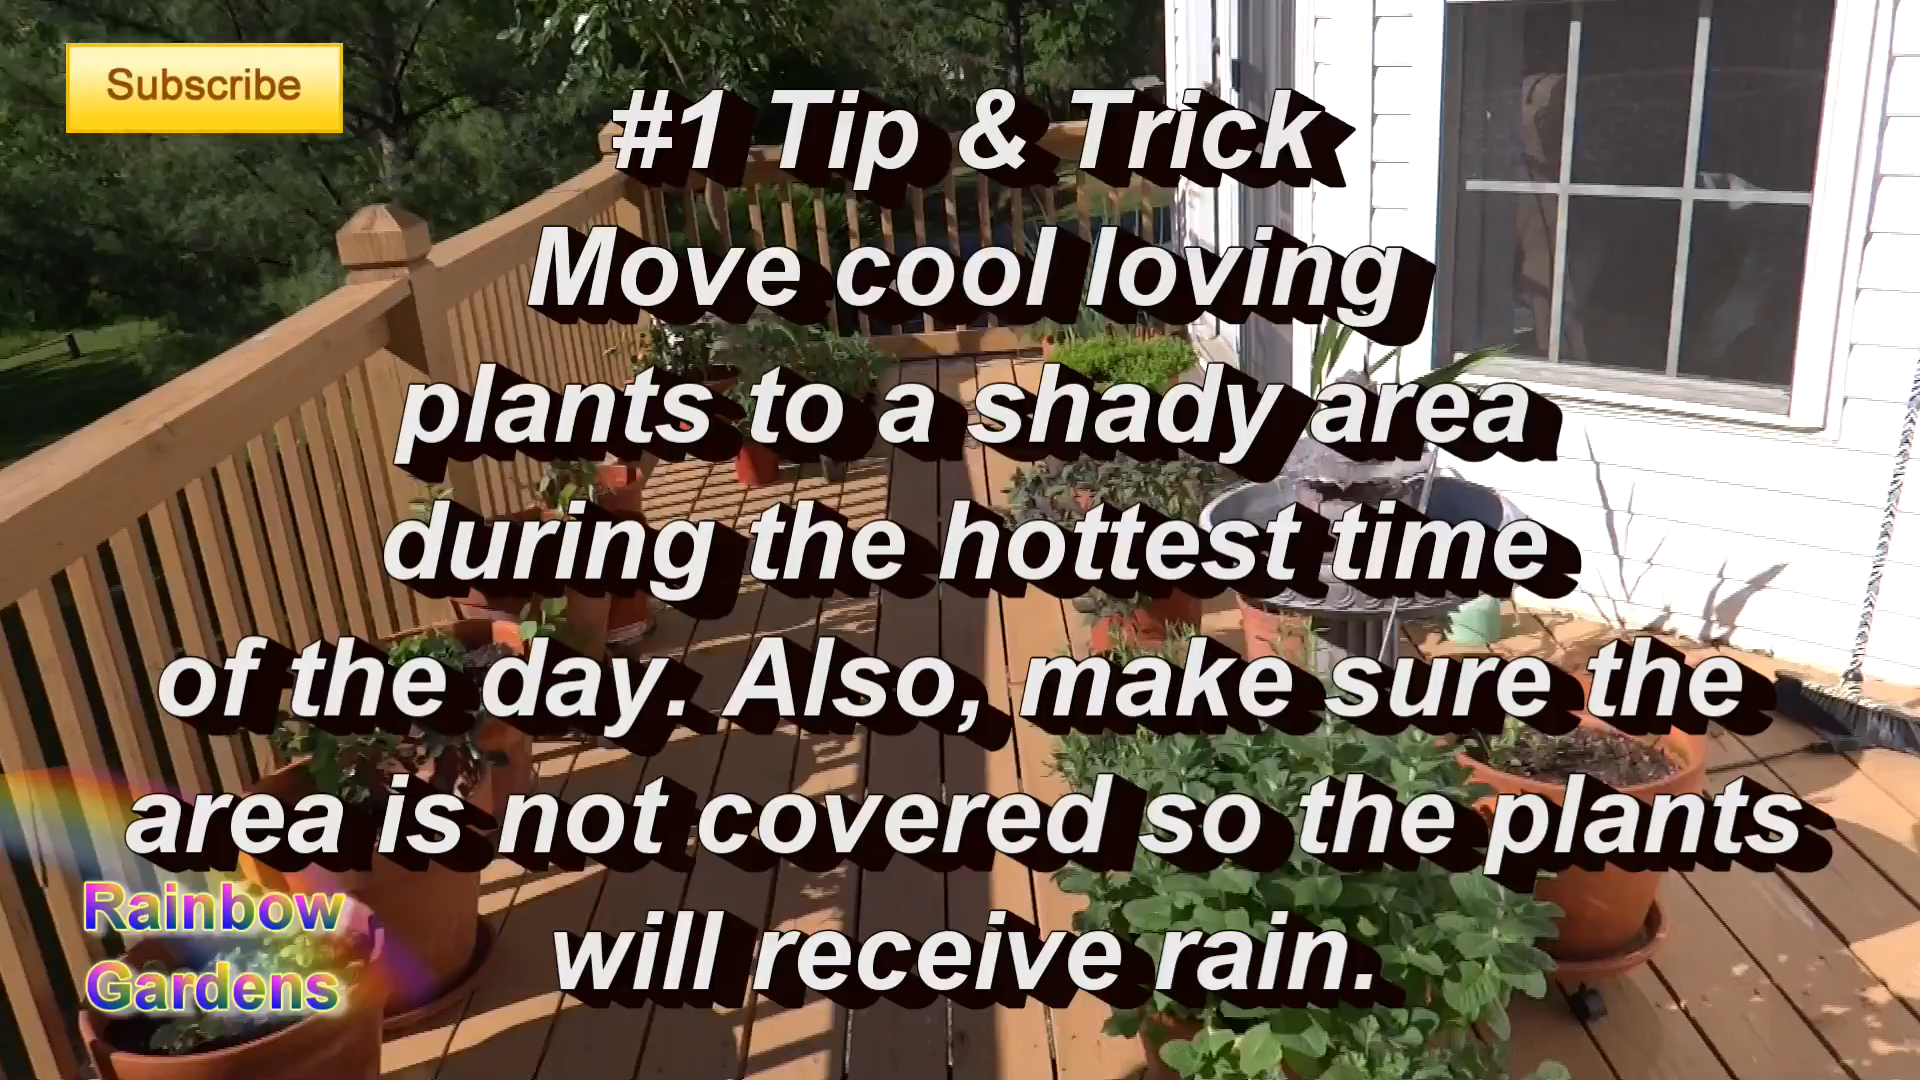 Subscribe
#1 Tip & Trick
Move cool loving
plants to a shady area
during the hottest time
of the day. Also, make sure the
area is not covered so the plants
will receive rain.
Rainbow
Gardens